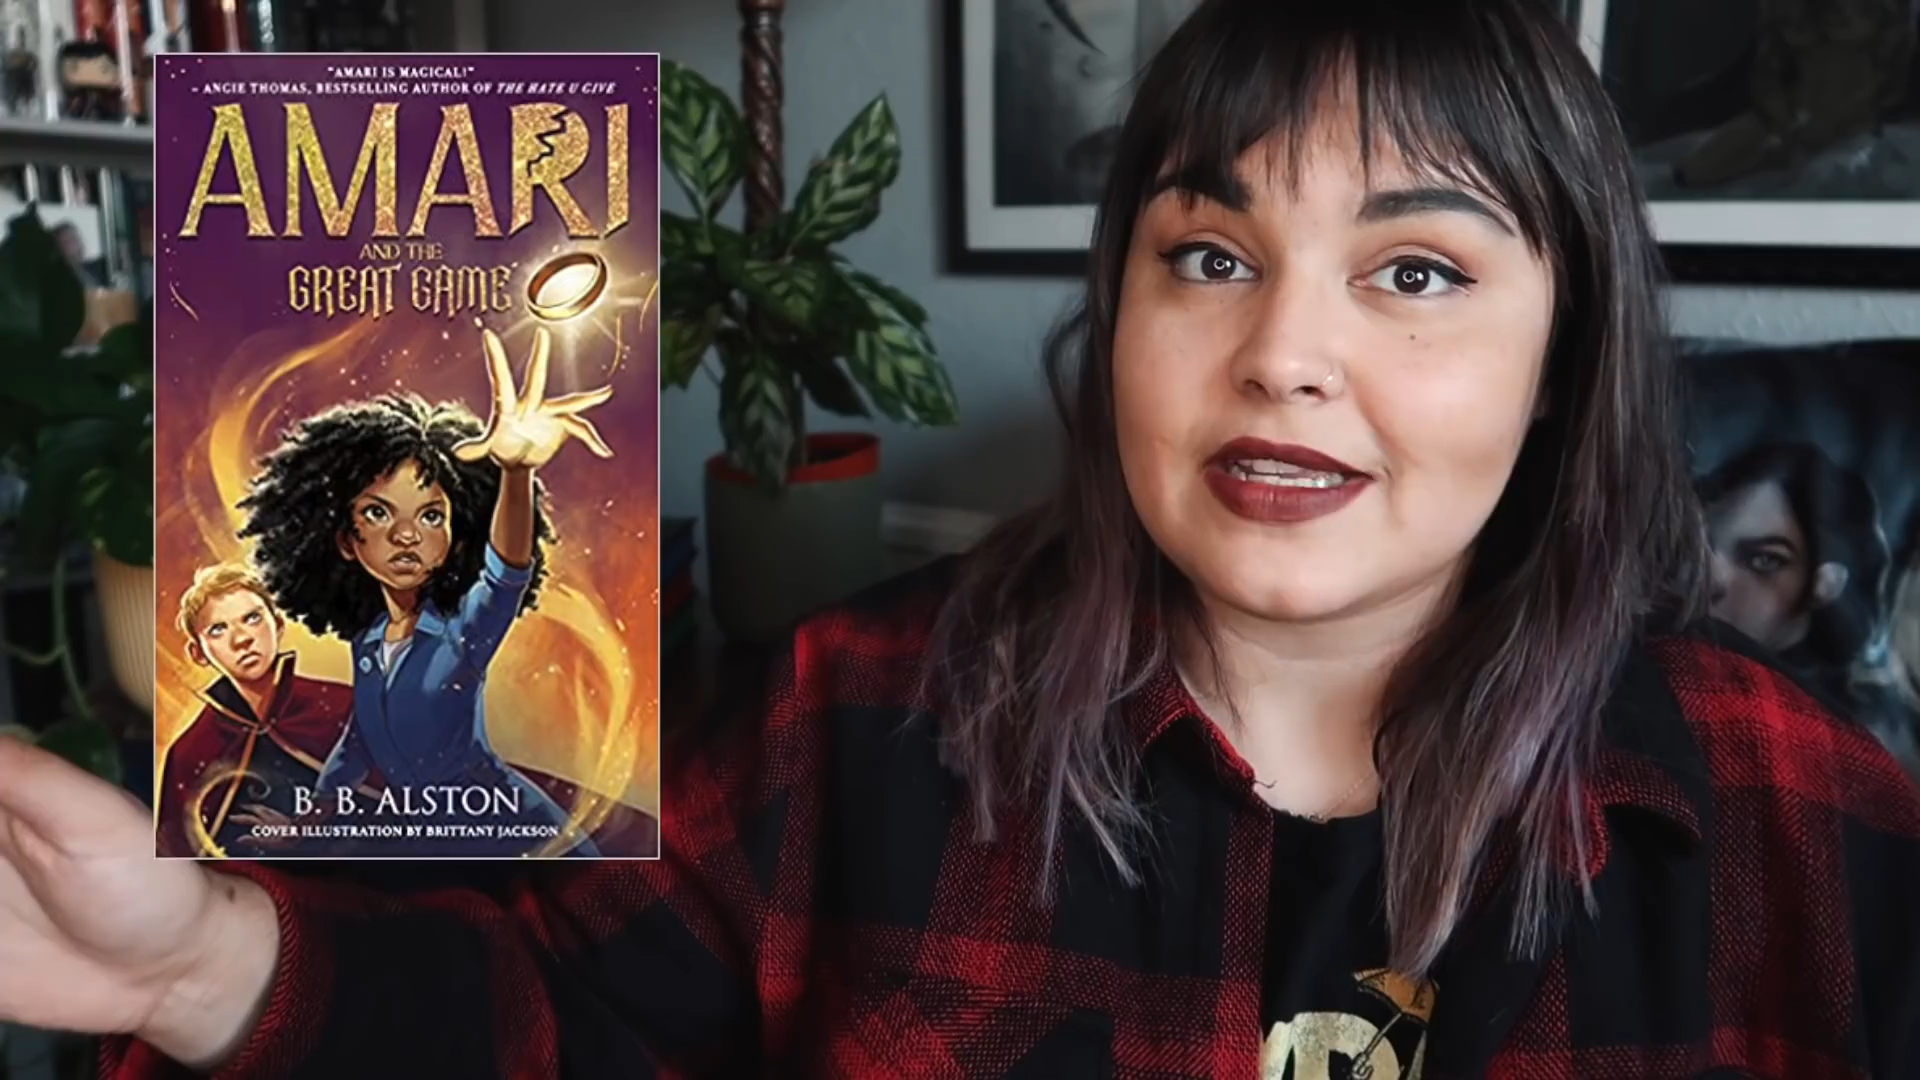 "AMARI IS MAGICAL!"
- ANGIE THOMAS, BESTSELLING AUTHOR OF THE HATE U GIVE
AMARI
AND THE
GREAT GAME
B. B. ALSTON
COVER ILLUSTRATION BY BRITTANY JACKSON